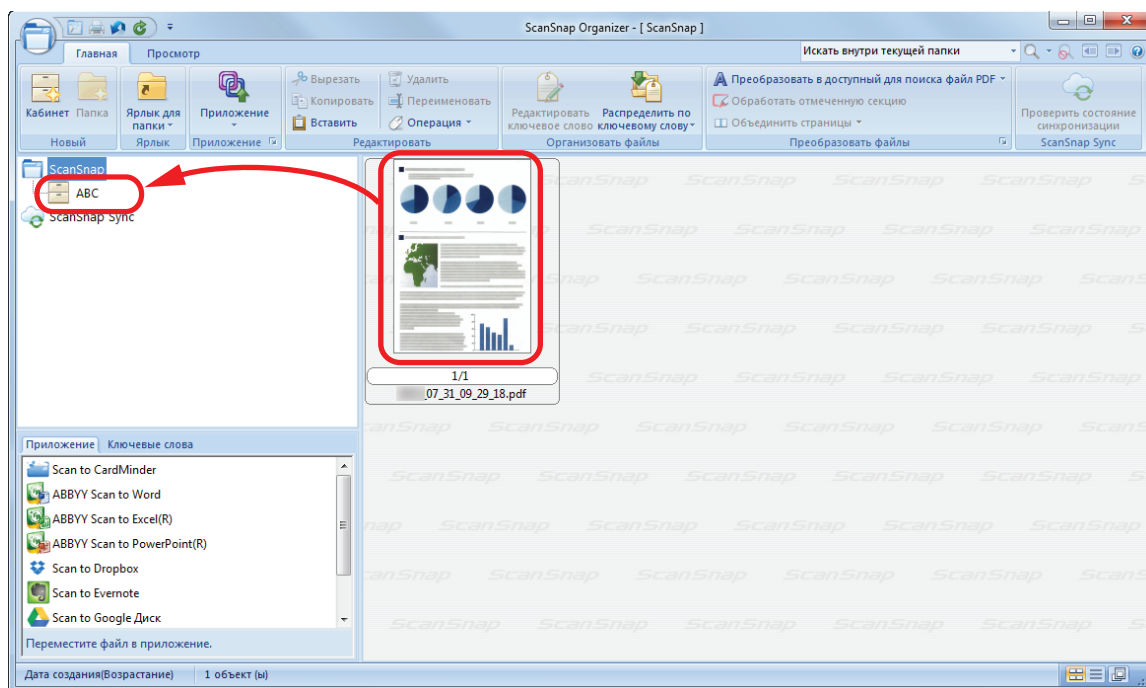 ScanSnap Organizer - [ ScanSnap ]
Главная Просмотр
Искать внутри текущей папки
Кабинет Папка
Ярлык для папки
Приложение
Вырезать
Копировать
Вставить
Удалить
Переименовать
Операция
Редактировать ключевое слово
Распределить по ключевому слову
Преобразовать в доступный для поиска файл PDF
Обработать отмеченную секцию
Объединить страницы
Проверить состояние синхронизации
Новый Ярлык Приложение Редактировать Организовать файлы Преобразовать файлы ScanSnap Sync
ScanSnap
ABC
ScanSnap Sync
1/1
_07_31_09_29_18.pdf
Приложение Ключевые слова
Scan to CardMinder
ABBYY Scan to Word
ABBYY Scan to Excel(R)
ABBYY Scan to PowerPoint(R)
Scan to Dropbox
Scan to Evernote
Scan to Google Диск
Переместите файл в приложение.
Дата создания(Возрастание) 1 объект (ы)